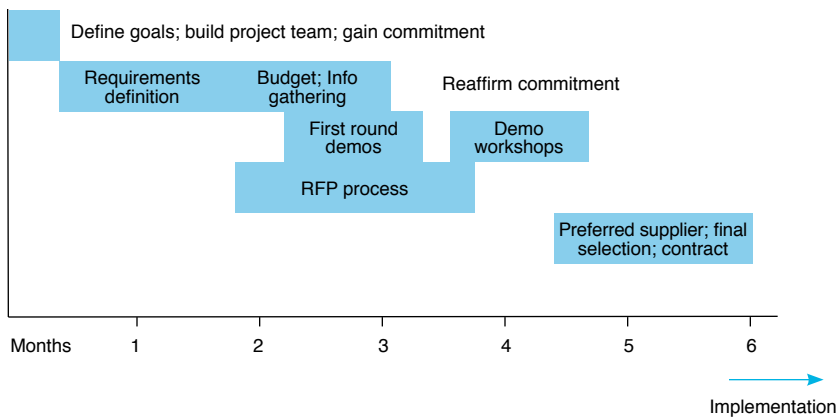 Define goals; build project team; gain commitment
Requirements
definition
Budget; Info
gathering
Reaffirm commitment
First round
demos
Demo
workshops
RFP process
Preferred supplier; final
selection; contract
Months 1 2 3 4 5 6
Implementation